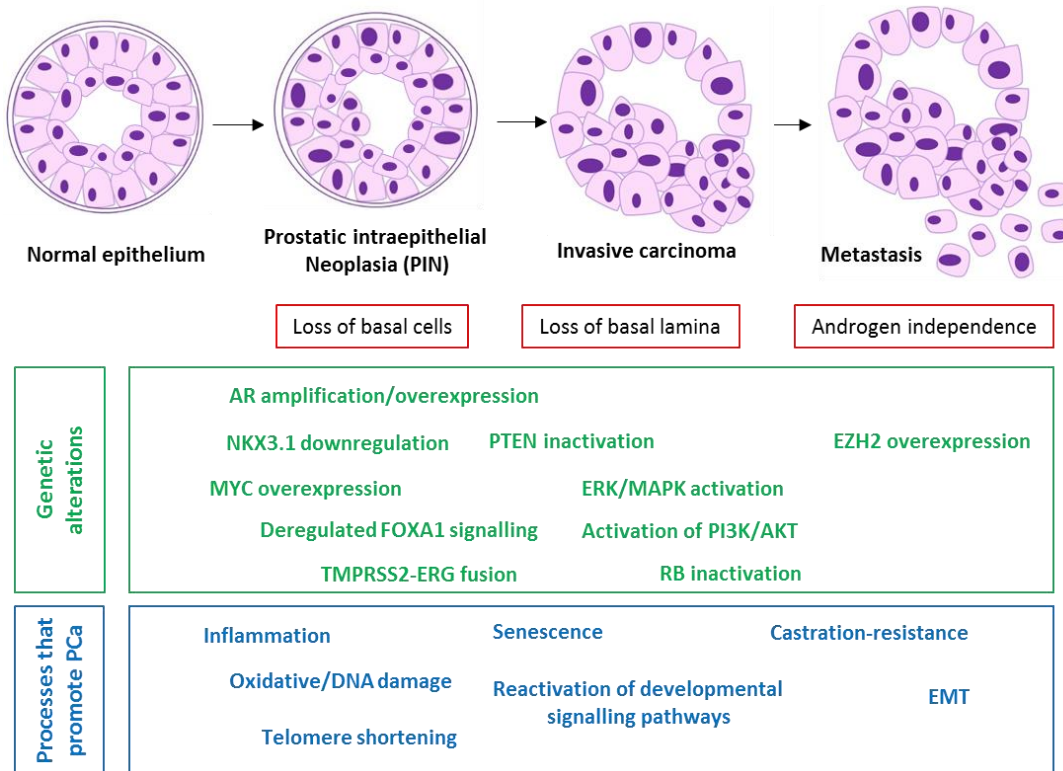 Normal epithelium
Prostatic intraepithelial
Neoplasia (PIN)
Invasive carcinoma
Metastasis
Loss of basal cells
Loss of basal lamina
Androgen independence
Genetic
alterations
AR amplification/overexpression
NKX3.1 downregulation
PTEN inactivation
EZH2 overexpression
MYC overexpression
ERK/MAPK activation
Deregulated FOXA1 signalling
Activation of PI3K/AKT
TMPRSS2-ERG fusion
RB inactivation
Processes that
promote PCa
Inflammation
Senescence
Castration-resistance
Oxidative/DNA damage
Reactivation of developmental
signalling pathways
EMT
Telomere shortening